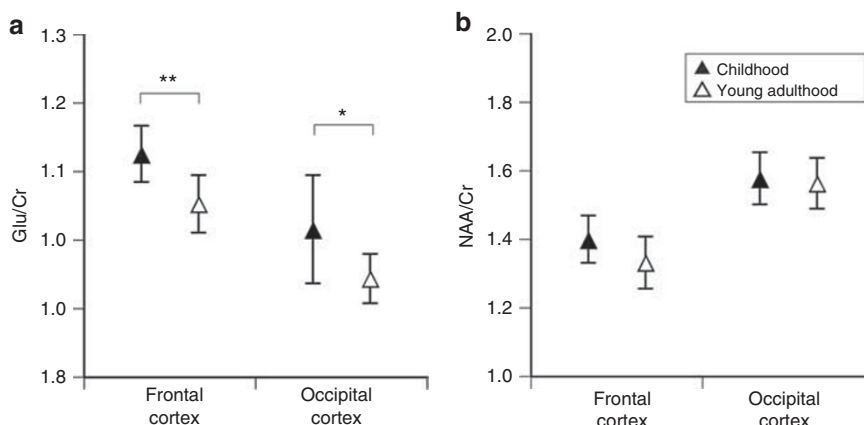 a
Glu/Cr
1.3
1.2
1.1
1.0
1.0
1.8
**
*
Frontal
cortex
Occipital
cortex
b
NAA/Cr
2.0
1.8
1.6
1.4
1.2
1.0
Childhood
Young adulthood
Frontal
cortex
Occipital
cortex